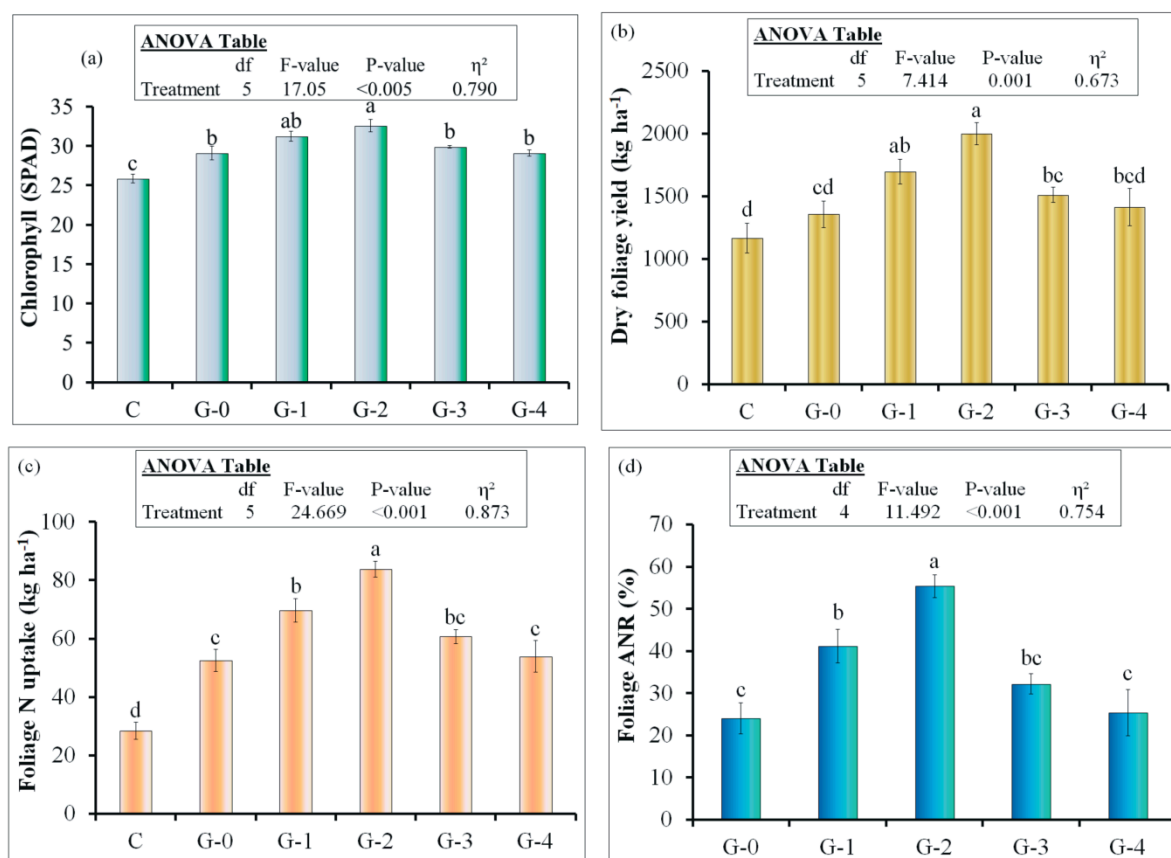 (a)
ANOVA Table
df F-value P-value η²
Treatment 5 17.05 <0.005 0.790
Chlorophyll (SPAD)
35
30
25
20
15
10
5
0
c b ab a b b
C G-0 G-1 G-2 G-3 G-4
(b)
ANOVA Table
df F-value P-value η²
Treatment 5 7.414 0.001 0.673
Dry foliage yield (kg ha⁻¹)
2500
2000
1500
1000
500
0
d cd ab a bc bcd
C G-0 G-1 G-2 G-3 G-4
(c)
ANOVA Table
df F-value P-value η²
Treatment 5 24.669 <0.001 0.873
Foliage N uptake (kg ha⁻¹)
100
80
60
40
20
0
d c b a bc c
C G-0 G-1 G-2 G-3 G-4
(d)
ANOVA Table
df F-value P-value η²
Treatment 4 11.492 <0.001 0.754
Foliage ANR (%)
70
60
50
40
30
20
10
0
c b a bc c
G-0 G-1 G-2 G-3 G-4